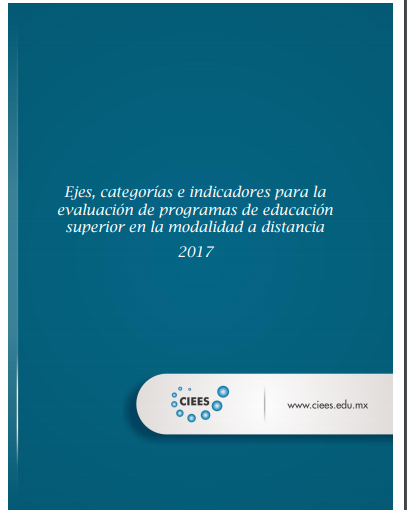 Ejes, categorías e indicadores para la
evaluación de programas de educación
superior en la modalidad a distancia
2017
CIEES
www.ciees.edu.mx